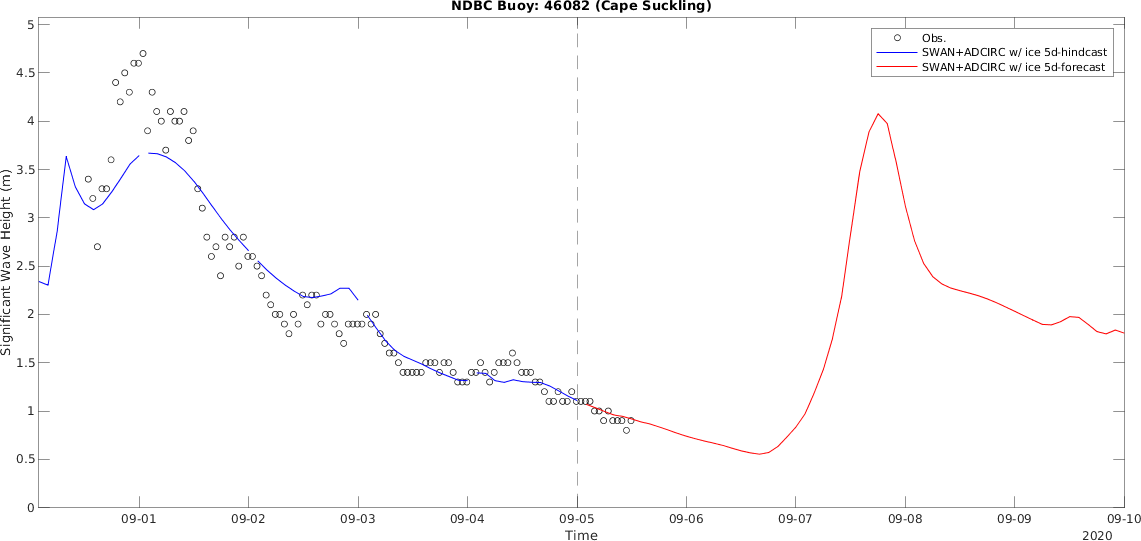 NDBC Buoy: 46082 (Cape Suckling)
Obs.
SWAN+ADCIRC w/ ice 5d-hindcast
SWAN+ADCIRC w/ ice 5d-forecast
Significant Wave Height (m)
5
4.5
4
3.5
3
2.5
2
1.5
1
0.5
0
09-01 09-02 09-03 09-04 09-05 09-06 09-07 09-08 09-09 09-10
Time
2020